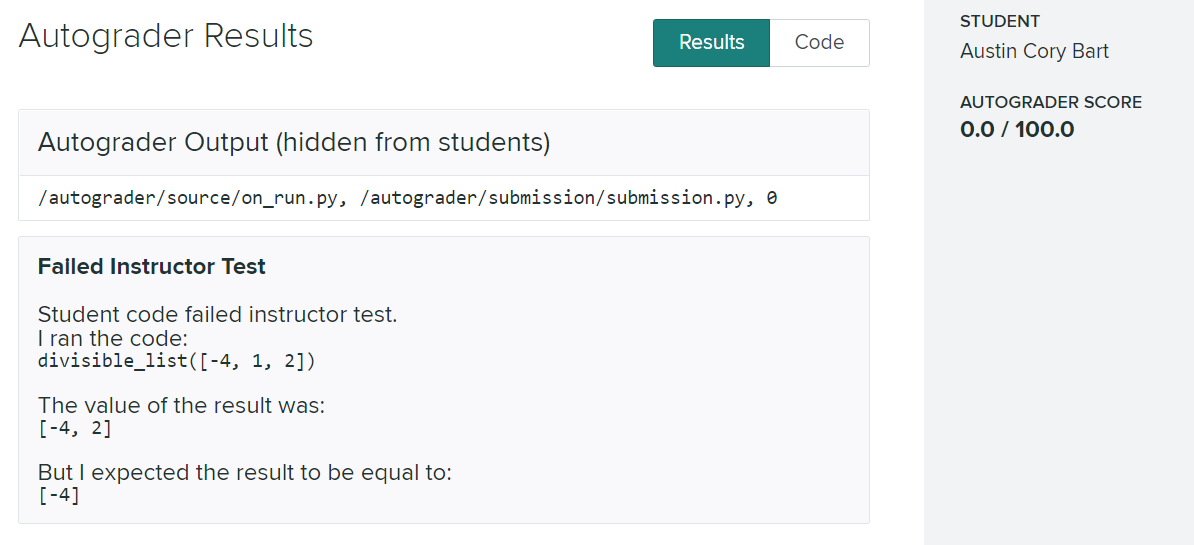 Autograder Results
Results
Code
STUDENT
Austin Cory Bart
AUTOGRADER SCORE
0.0 / 100.0
Autograder Output (hidden from students)
/autograder/source/on_run.py, /autograder/submission/submission.py, 0
Failed Instructor Test
Student code failed instructor test.
I ran the code:
divisible_list([-4, 1, 2])
The value of the result was:
[-4, 2]
But I expected the result to be equal to:
[-4]